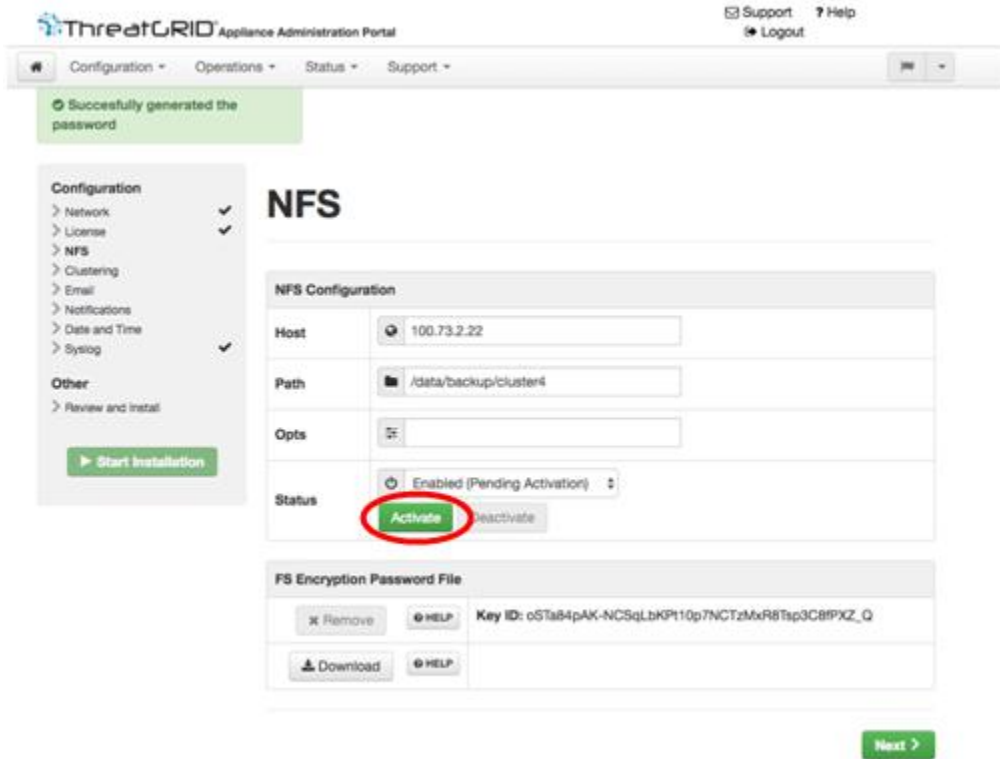 ThreatGRID Appliance Administration Portal
Support ? Help
Logout
Configuration Operations Status Support
Succesfully generated the
password
Configuration
Network
License
NFS
Clustering
Email
Notifications
Date and Time
Syslog
Other
Review and Install
Start Installation
NFS
NFS Configuration
Host 100.73.2.22
Path /data/backup/cluster4
Opts
Status Enabled (Pending Activation)
Activate Deactivate
FS Encryption Password File
Remove HELP Key ID: oSTa84pAK-NCSqLbKPt10p7NCTzMxR8Tsp3C8fPXZ_Q
Download HELP
Next